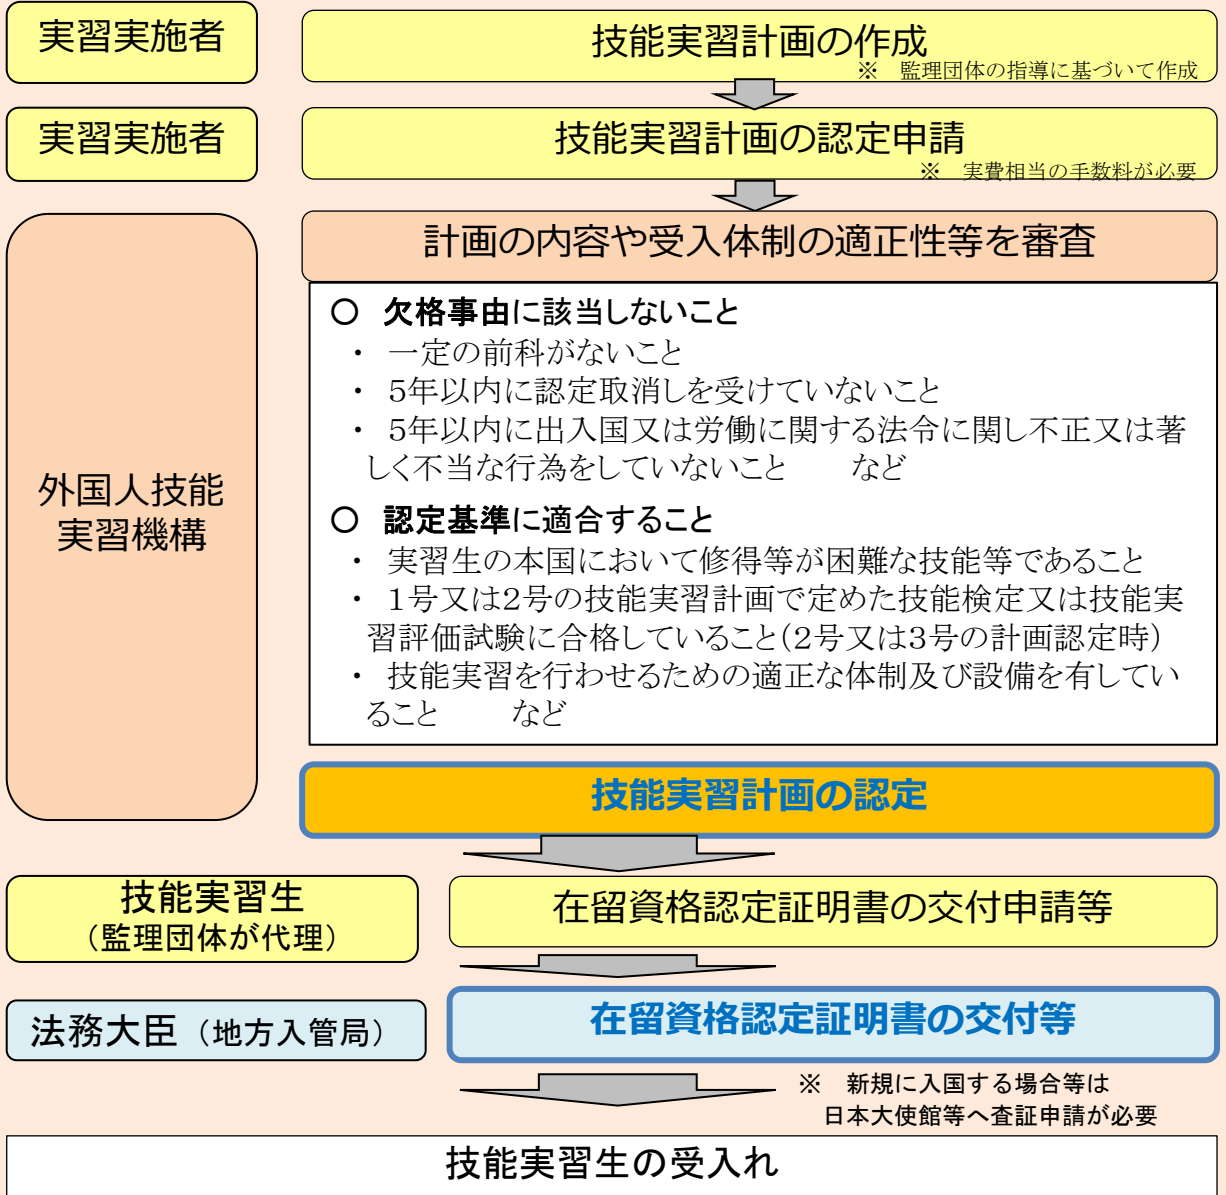 実習実施者
技能実習計画の作成
※　監理団体の指導に基づいて作成
実習実施者
技能実習計画の認定申請
※　実費相当の手数料が必要
外国人技能
実習機構
計画の内容や受入体制の適正性等を審査
○　欠格事由に該当しないこと
・　一定の前科がないこと
・　5年以内に認定取消しを受けていないこと
・　5年以内に出入国又は労働に関する法令に関し不正又は著
しく不当な行為をしていないこと　　など
○　認定基準に適合すること
・　実習生の本国において修得等が困難な技能等であること
・　1号又は2号の技能実習計画で定めた技能検定又は技能実
習評価試験に合格していること(2号又は3号の計画認定時)
・　技能実習を行わせるための適正な体制及び設備を有してい
ること　　など
技能実習計画の認定
技能実習生
（監理団体が代理）
在留資格認定証明書の交付申請等
法務大臣（地方入管局）
在留資格認定証明書の交付等
※　新規に入国する場合等は
日本大使館等へ査証申請が必要
技能実習生の受入れ